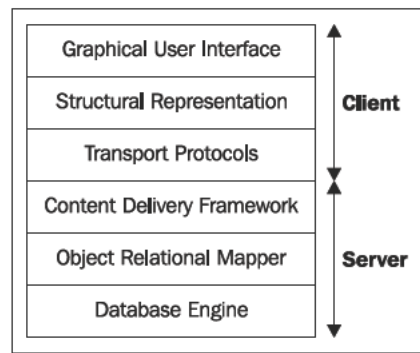 Graphical User Interface
Structural Representation
Client
Transport Protocols
Content Delivery Framework
Object Relational Mapper
Server
Database Engine